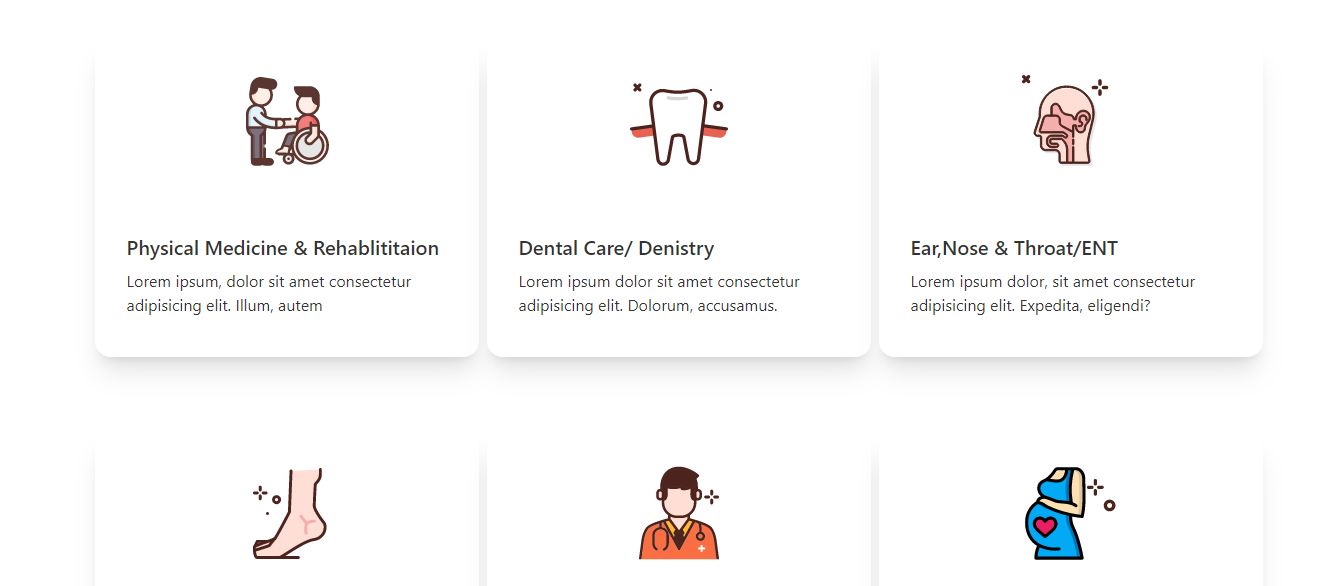 Physical Medicine & Rehablititaion
Lorem ipsum, dolor sit amet consectetur
adipisicing elit. Illum, autem
Dental Care/ Denistry
Lorem ipsum dolor sit amet consectetur
adipisicing elit. Dolorum, accusamus.
Ear,Nose & Throat/ENT
Lorem ipsum dolor, sit amet consectetur
adipisicing elit. Expedita, eligendi?